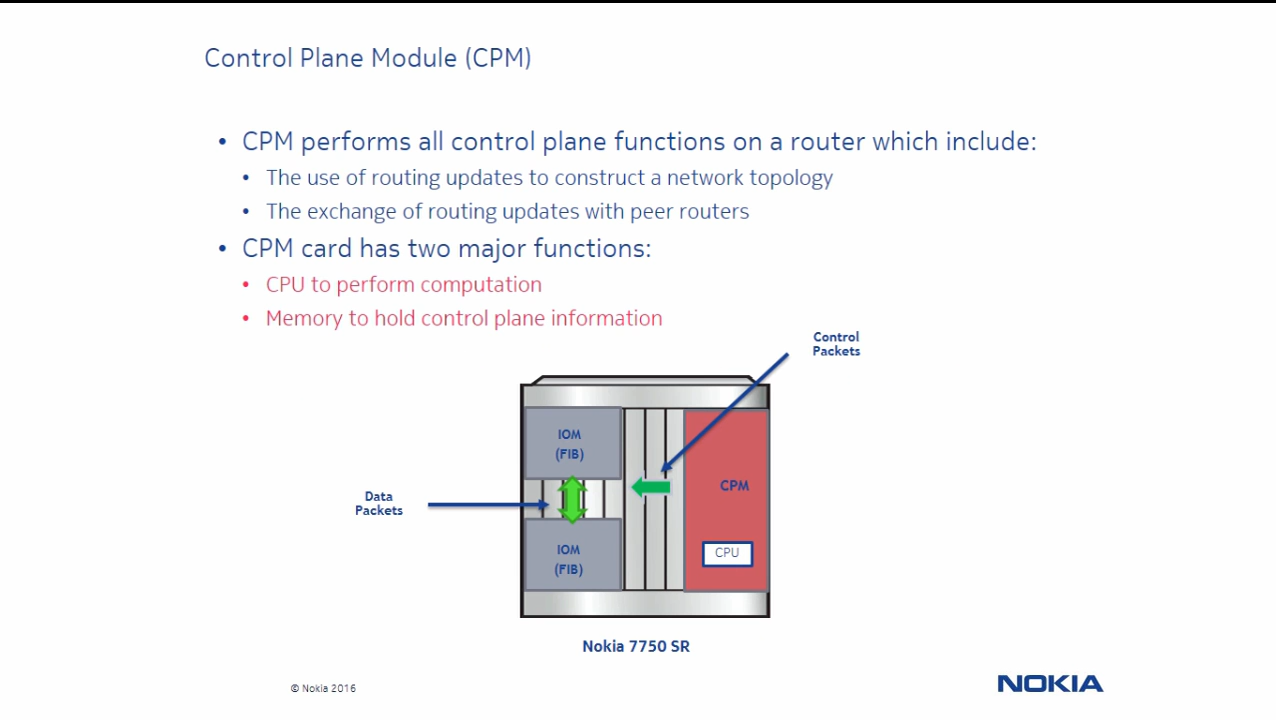 Control Plane Module (CPM)
• CPM performs all control plane functions on a router which include:
• The use of routing updates to construct a network topology
• The exchange of routing updates with peer routers
• CPM card has two major functions:
• CPU to perform computation
• Memory to hold control plane information
Control
Packets
IOM
(FIB)
CPM
Data
Packets
IOM
(FIB)
CPU
Nokia 7750 SR
© Nokia 2016
NOKIA